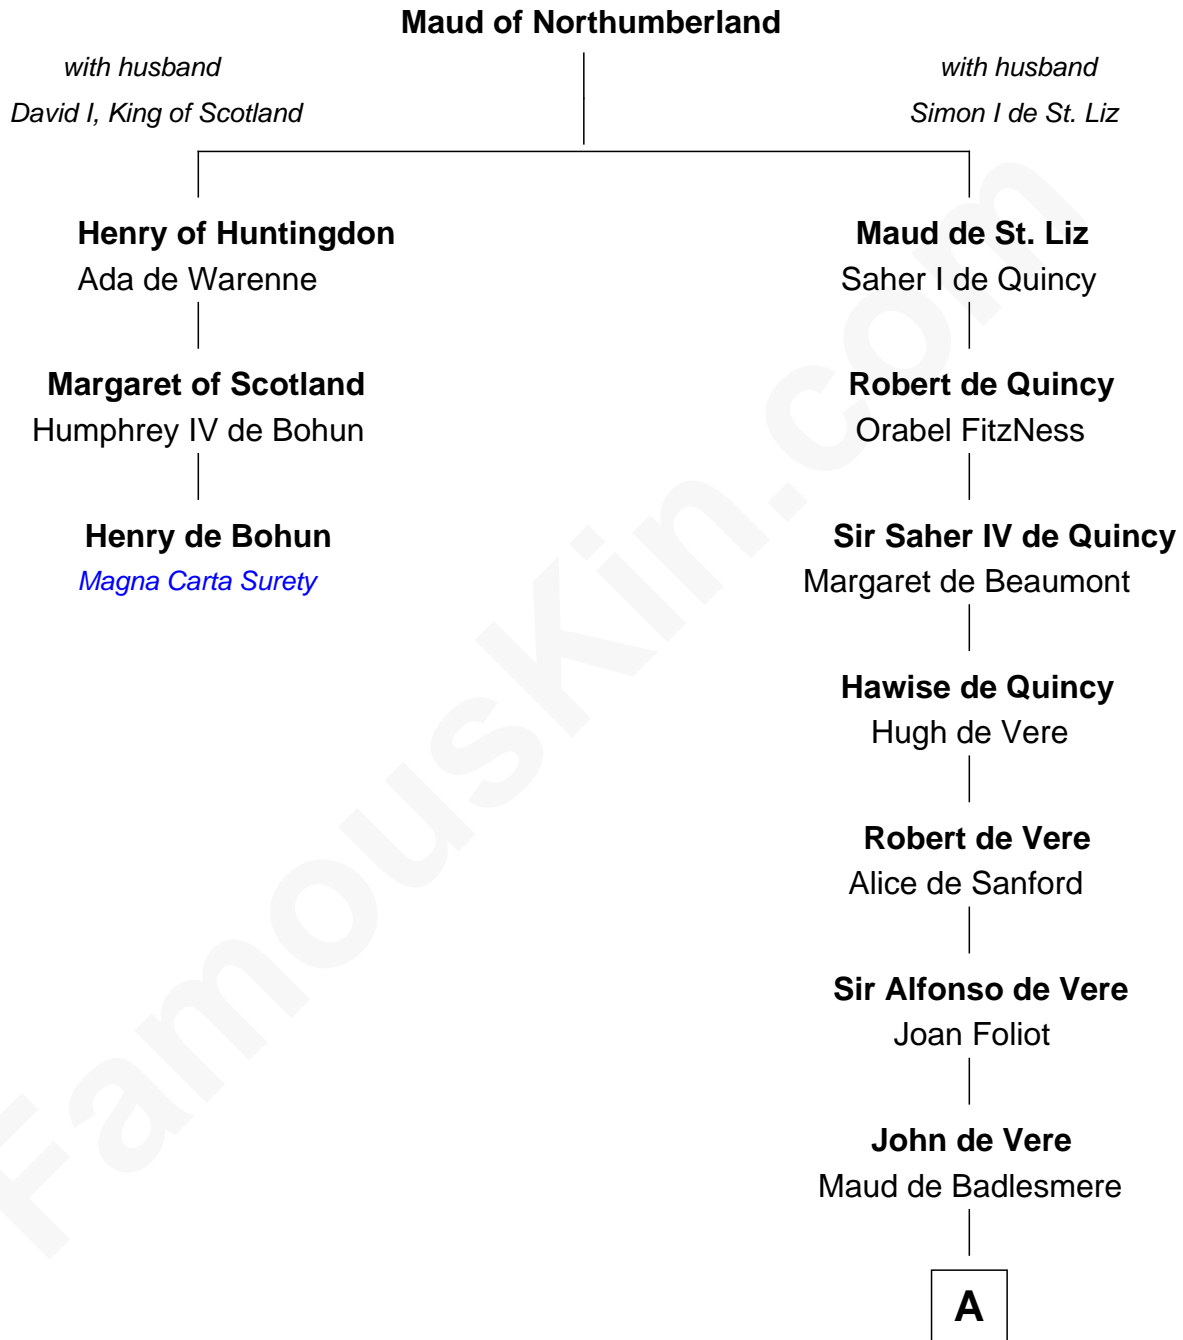 Maud of Northumberland
with husband
David I, King of Scotland
with husband
Simon I de St. Liz
Henry of Huntingdon
Ada de Warenne
Margaret of Scotland
Humphrey IV de Bohun
Henry de Bohun
Magna Carta Surety
Maud de St. Liz
Saher I de Quincy
Robert de Quincy
Orabel FitzNess
Sir Saher IV de Quincy
Margaret de Beaumont
Hawise de Quincy
Hugh de Vere
Robert de Vere
Alice de Sanford
Sir Alfonso de Vere
Joan Foliot
John de Vere
Maud de Badlesmere
A
FamousKin.com